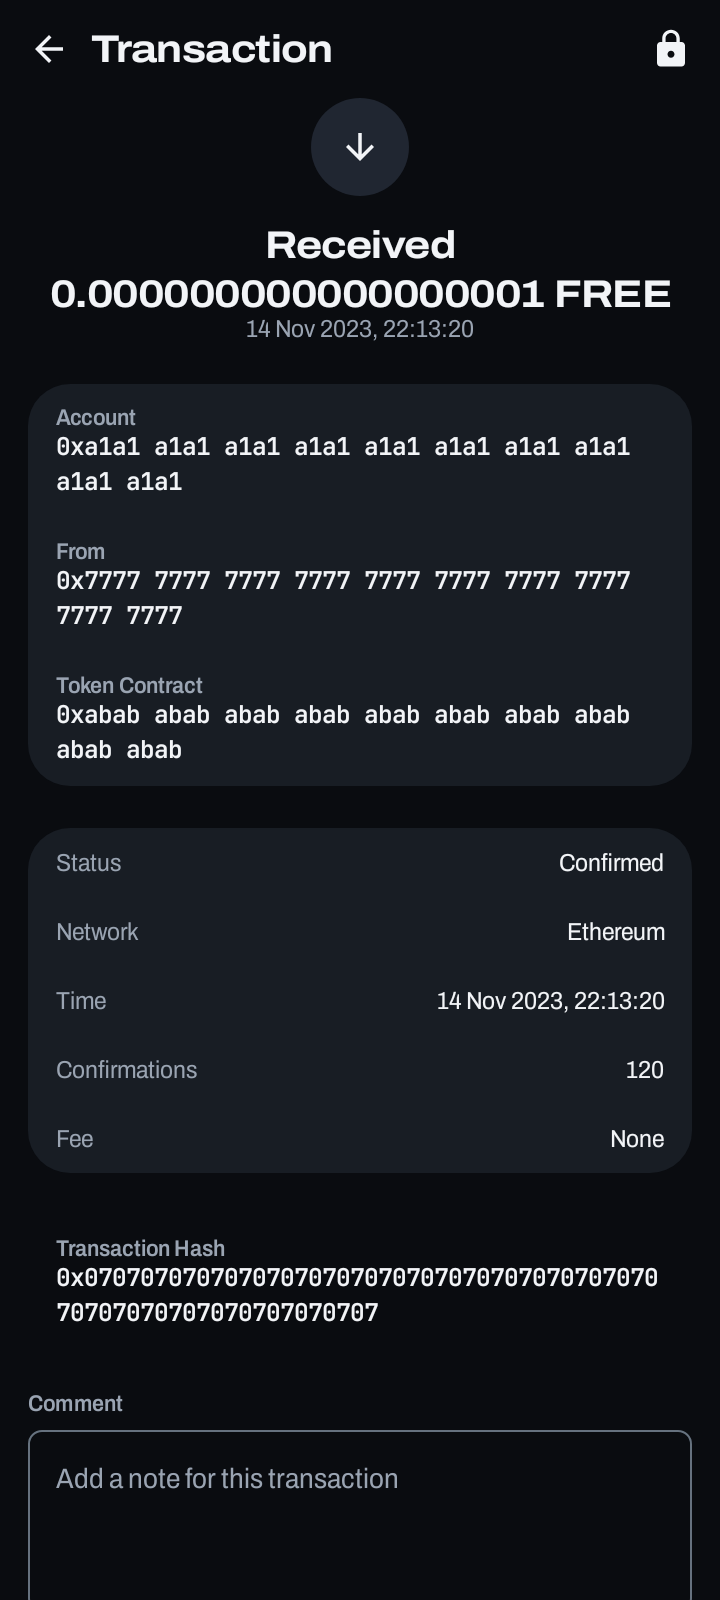 Transaction
Received
0.000000000000000001 FREE
14 Nov 2023, 22:13:20
Account
0xa1a1 a1a1 a1a1 a1a1 a1a1 a1a1 a1a1 a1a1
a1a1 a1a1
From
0x7777 7777 7777 7777 7777 7777 7777 7777
7777 7777
Token Contract
0xabab abab abab abab abab abab abab abab
abab abab
Status Confirmed
Network Ethereum
Time 14 Nov 2023, 22:13:20
Confirmations 120
Fee None
Transaction Hash
0x07070707070707070707070707070707070707070
70707070707070707070707
Comment
Add a note for this transaction